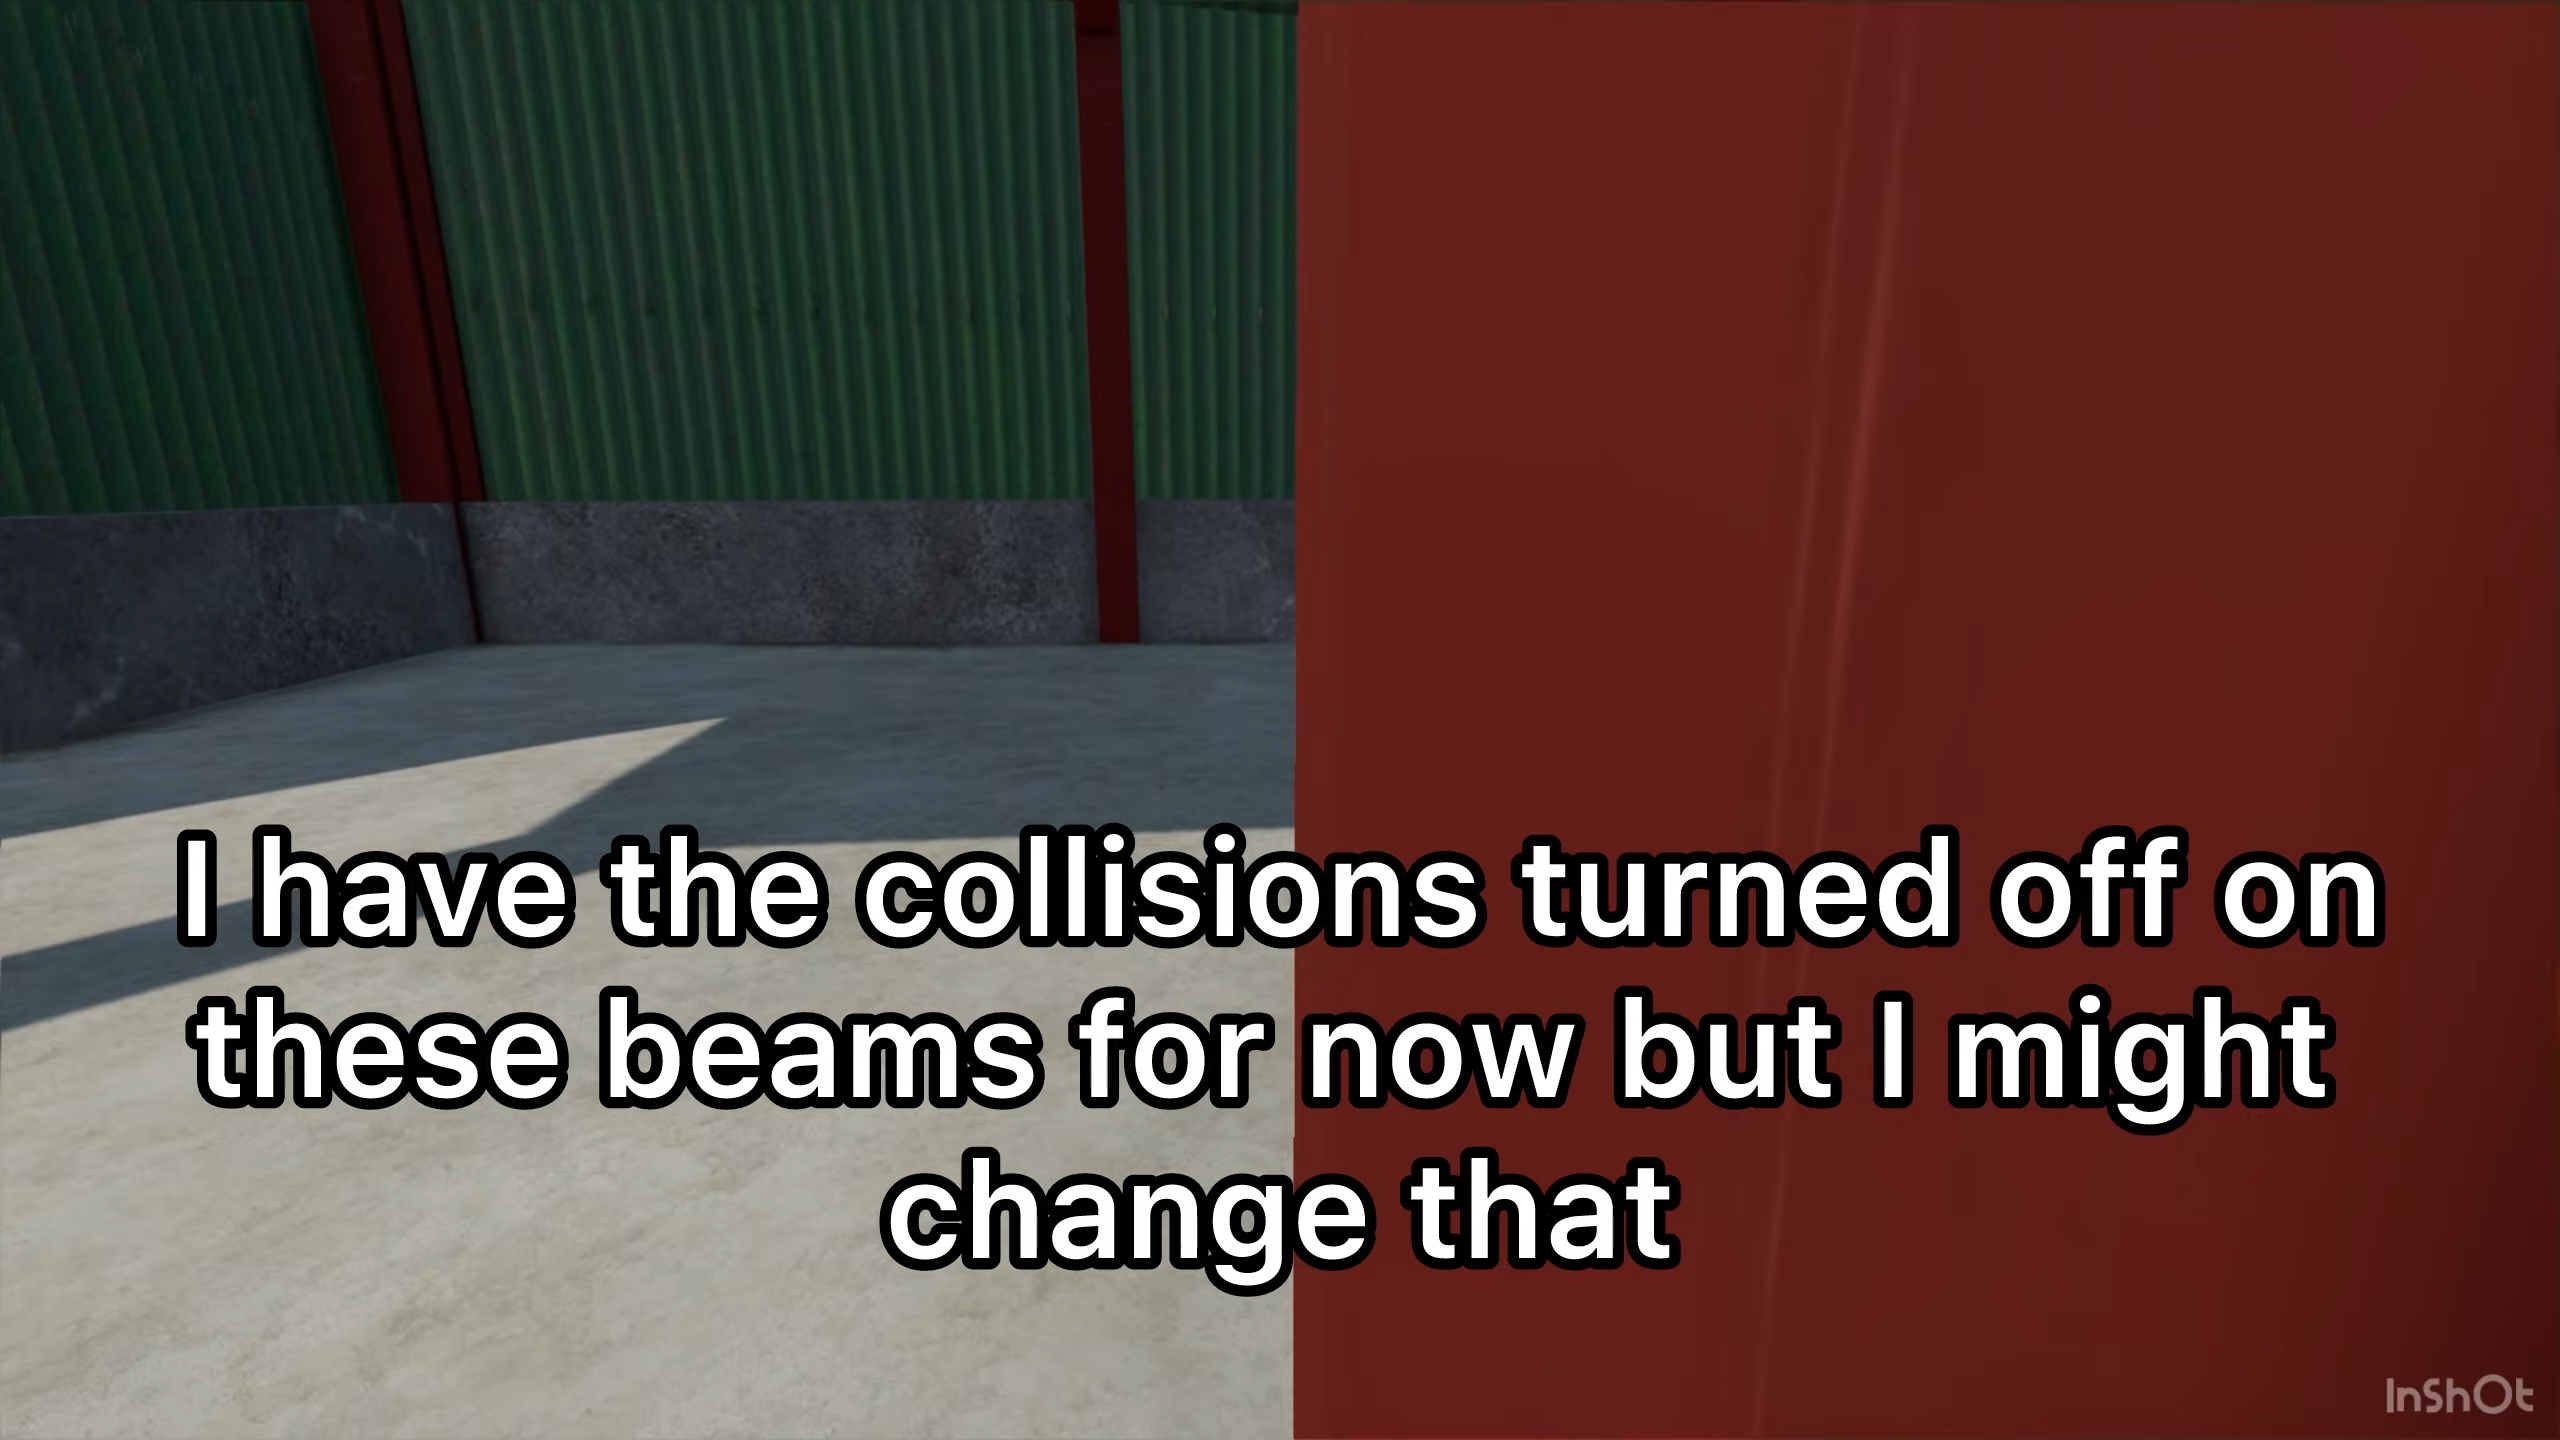 I have the collisions turned off on
these beams for now but I might
change that
InShOt